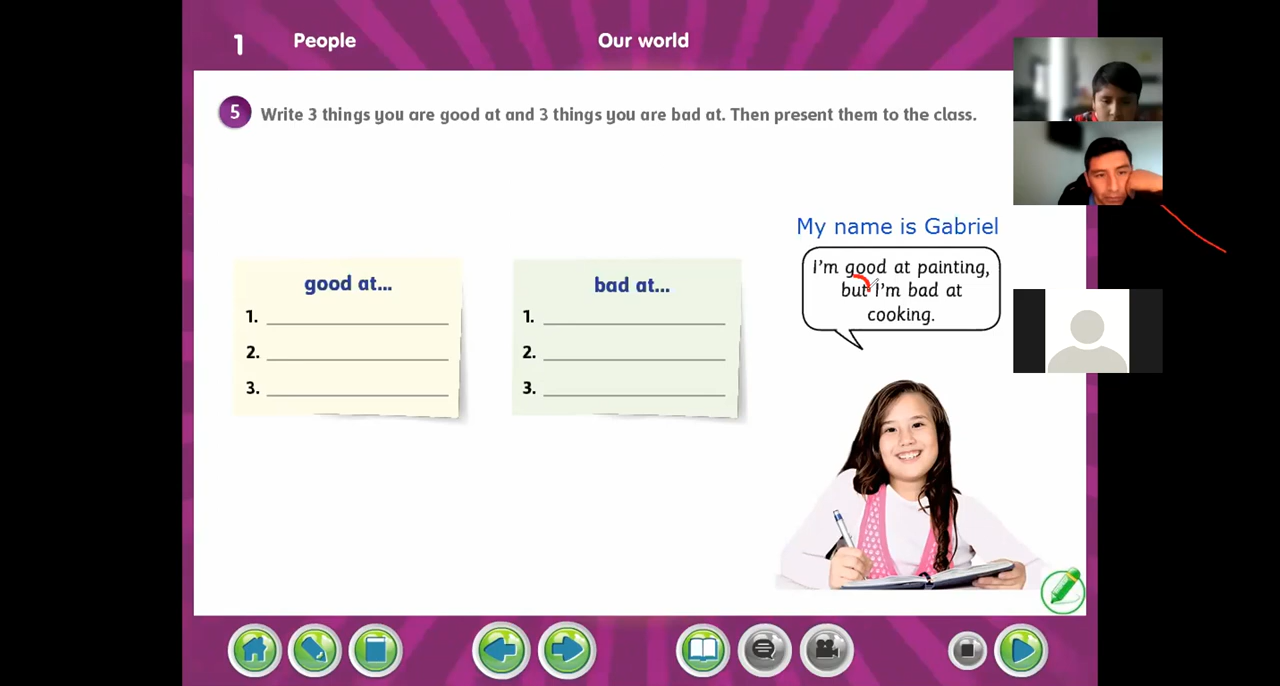 1 People Our world
5 Write 3 things you are good at and 3 things you are bad at. Then present them to the class.
good at...
1.
2.
3.
bad at...
1.
2.
3.
My name is Gabriel
I'm good at painting,
but I'm bad at
cooking.